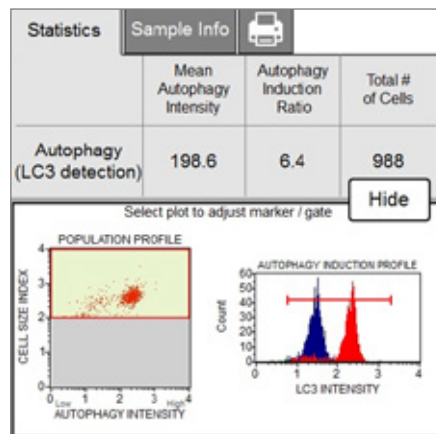 Statistics
Sample Info
Mean Autophagy Intensity
Autophagy Induction Ratio
Total # of Cells
Autophagy (LC3 detection)
198.6
6.4
988
Hide
Select plot to adjust marker / gate
POPULATION PROFILE
CELL SIZE INDEX
4
3
2
1
0
0
1
2
3
4
Low
High
AUTOPHAGY INTENSITY
AUTOPHAGY INDUCTION PROFILE
Count
60
50
40
30
20
10
0
0
1
2
3
4
LC3 INTENSITY